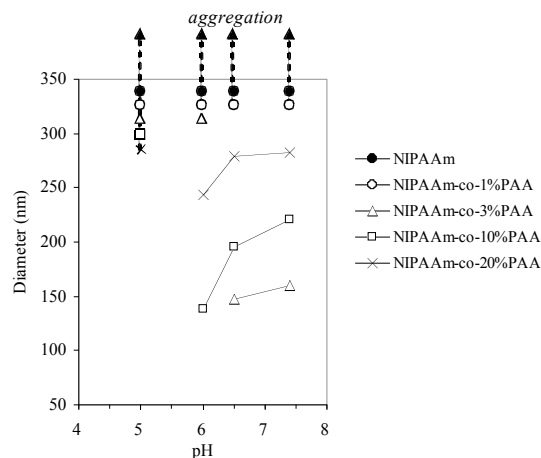 aggregation
350
300
250
200
150
100
50
Diameter (nm)
4
5
6
7
8
pH
NIPAAm
NIPAAm-co-1%PAA
NIPAAm-co-3%PAA
NIPAAm-co-10%PAA
NIPAAm-co-20%PAA